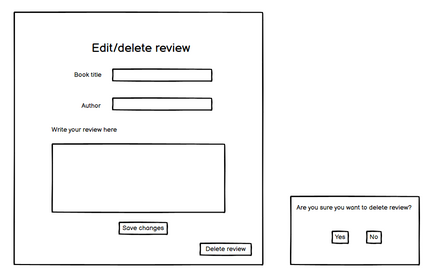 Edit/delete review
Book title
Author
Write your review here
Save changes
Delete review
Are you sure you want to delete review?
Yes
No